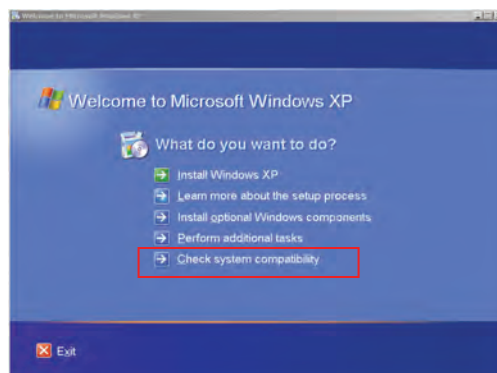 Welcome to Microsoft Windows XP
Welcome to Microsoft Windows XP
What do you want to do?
Install Windows XP
Learn more about the setup process
Install optional Windows components
Perform additional tasks
Check system compatibility
Exit